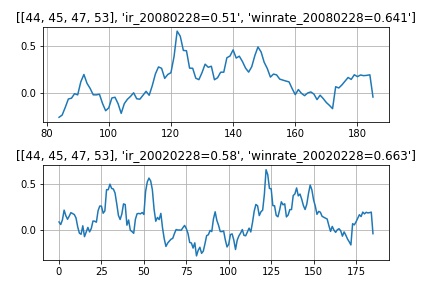 [[44, 45, 47, 53], 'ir_20080228=0.51', 'winrate_20080228=0.641']
0.5
0.0
80 100 120 140 160 180
[[44, 45, 47, 53], 'ir_20020228=0.58', 'winrate_20020228=0.663']
0.5
0.0
0 25 50 75 100 125 150 175